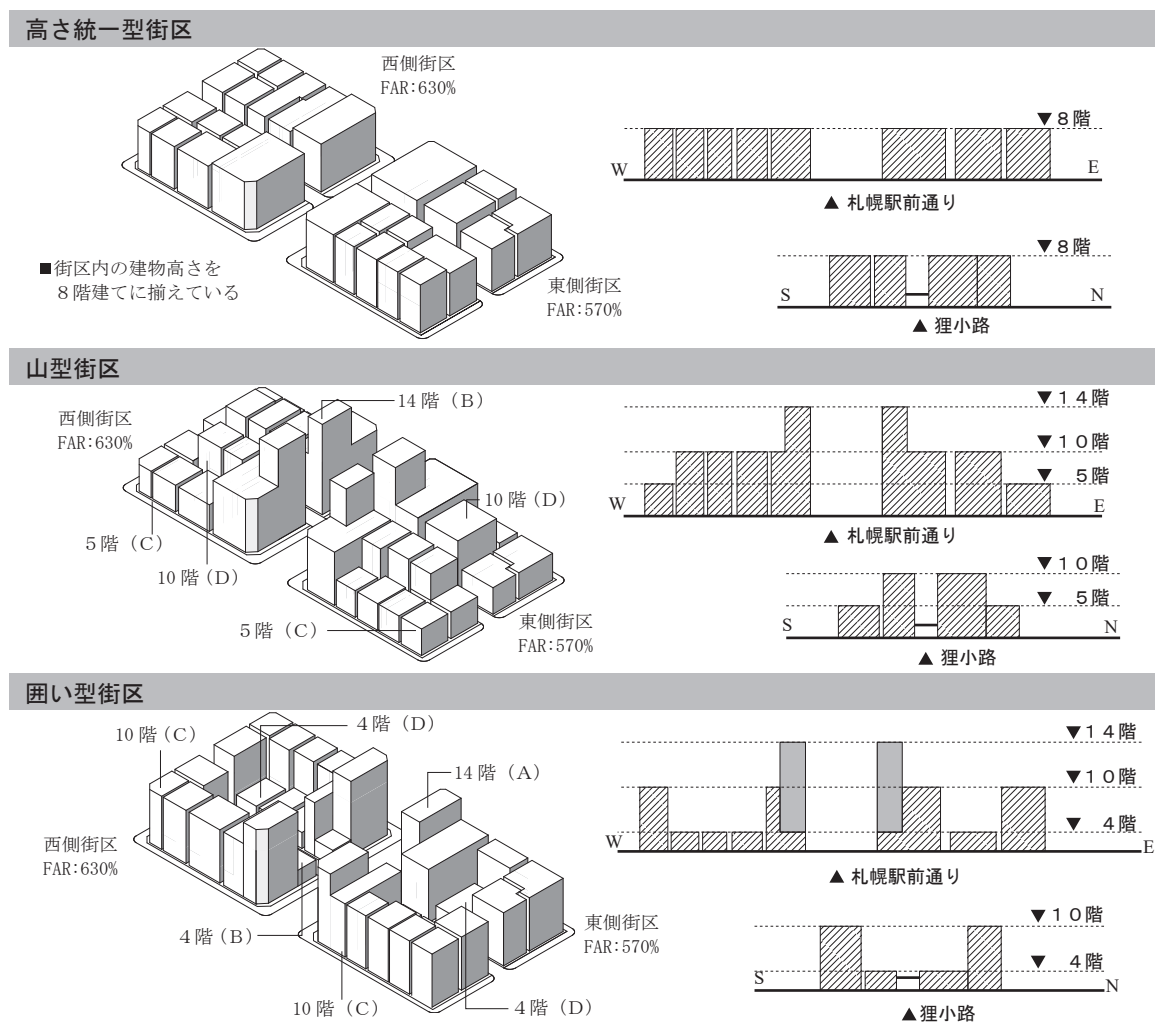 高さ統一型街区
西側街区
FAR:630%
▼8階
W
E
▲ 札幌駅前通り
■街区内の建物高さを
8階建てに揃えている
東側街区
FAR:570%
▼8階
S
N
▲ 狸小路
山型街区
西側街区
FAR:630%
14階（B）
10階（D）
5階（C）
10階（D）
5階（C）
東側街区
FAR:570%
▼14階
▼10階
▼ 5階
W
E
▲ 札幌駅前通り
▼10階
▼ 5階
S
N
▲ 狸小路
囲い型街区
10階（C）
4階（D）
14階（A）
西側街区
FAR:630%
4階（B）
10階（C）
4階（D）
東側街区
FAR:570%
▼14階
▼10階
▼ 4階
W
E
▲ 札幌駅前通り
▼10階
▼ 4階
S
N
▲狸小路